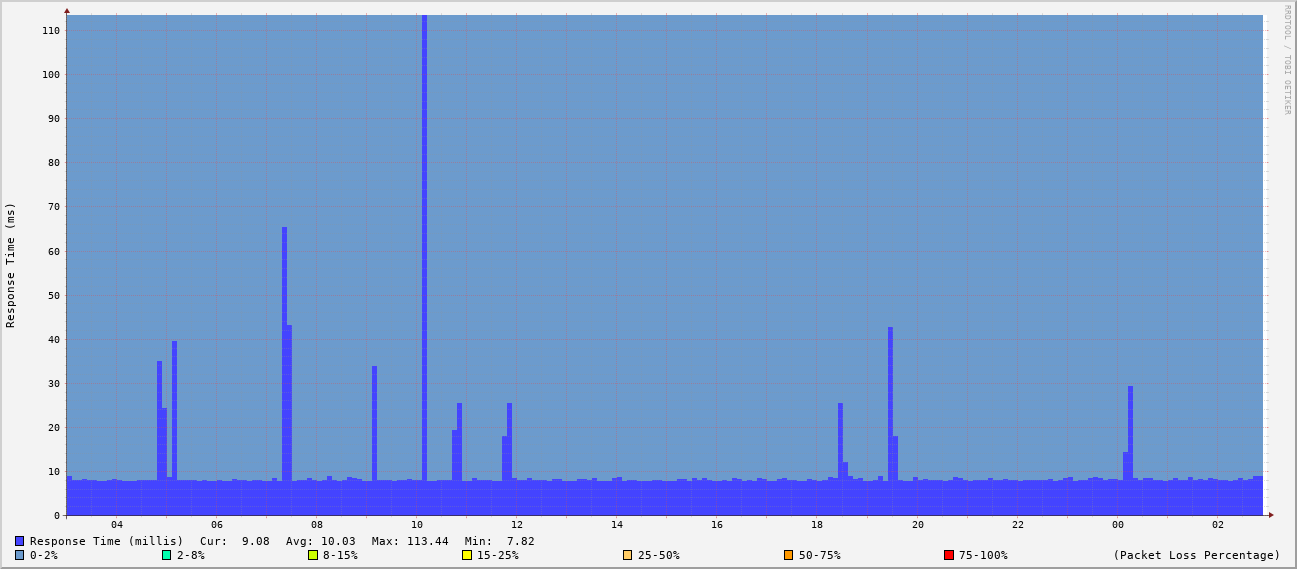 RRDTOOL / TOBI OETIKER
Response Time (ms)
110
100
90
80
70
60
50
40
30
20
10
0
04 06 08 10 12 14 16 18 20 22 00 02
Response Time (millis) Cur: 9.08 Avg: 10.03 Max: 113.44 Min: 7.82
0-2% 2-8% 8-15% 15-25% 25-50% 50-75% 75-100% (Packet Loss Percentage)